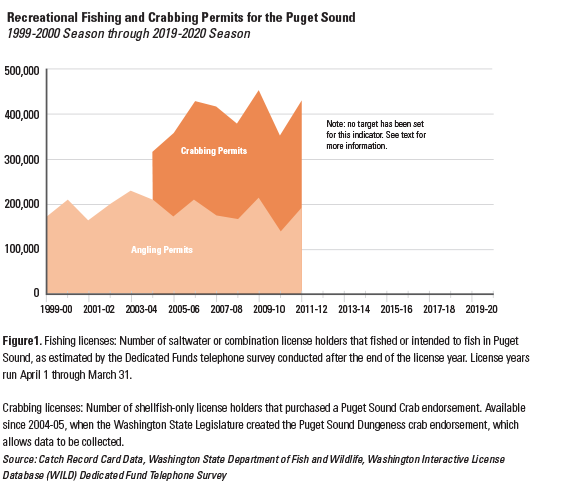 Recreational Fishing and Crabbing Permits for the Puget Sound
1999-2000 Season through 2019-2020 Season
500,000
400,000
300,000
200,000
100,000
0
Crabbing Permits
Angling Permits
Note: no target has been set
for this indicator. See text for
more information.
1999-00 2001-02 2003-04 2005-06 2007-08 2009-10 2011-12 2013-14 2015-16 2017-18 2019-20
Figure1. Fishing licenses: Number of saltwater or combination license holders that fished or intended to fish in Puget
Sound, as estimated by the Dedicated Funds telephone survey conducted after the end of the license year. License years
run April 1 through March 31.
Crabbing licenses: Number of shellfish-only license holders that purchased a Puget Sound Crab endorsement. Available
since 2004-05, when the Washington State Legislature created the Puget Sound Dungeness crab endorsement, which
allows data to be collected.
Source: Catch Record Card Data, Washington State Department of Fish and Wildlife, Washington Interactive License
Database (WILD) Dedicated Fund Telephone Survey